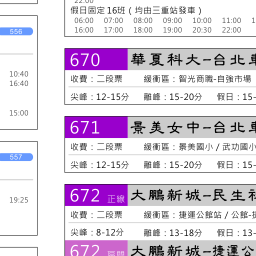 22:00
假日固定16班（均由三重站發車）
06:00 07:00 08:00 09:00 10:00 11:00
16:00 17:00 18:00 19:00 20:30 22:00
556
10:40
16:40
15:00
557
19:25
670 華夏科大-台北車
收費：二段票 緩衝區：智光商職-自強市場
尖峰：12-15分 離峰：15-20分 假日：15-
671 景美女中-台北車
收費：二段票 緩衝區：景美國小/武功國小
尖峰：12-15分 離峰：15-20分 假日：15-
672 正線 大鵬新城-民生社
收費：二段票 緩衝區：捷運公館站/公館-捷
尖峰：8-12分 離峰：13-18分 假日：13-
672 大鵬新城-捷運公